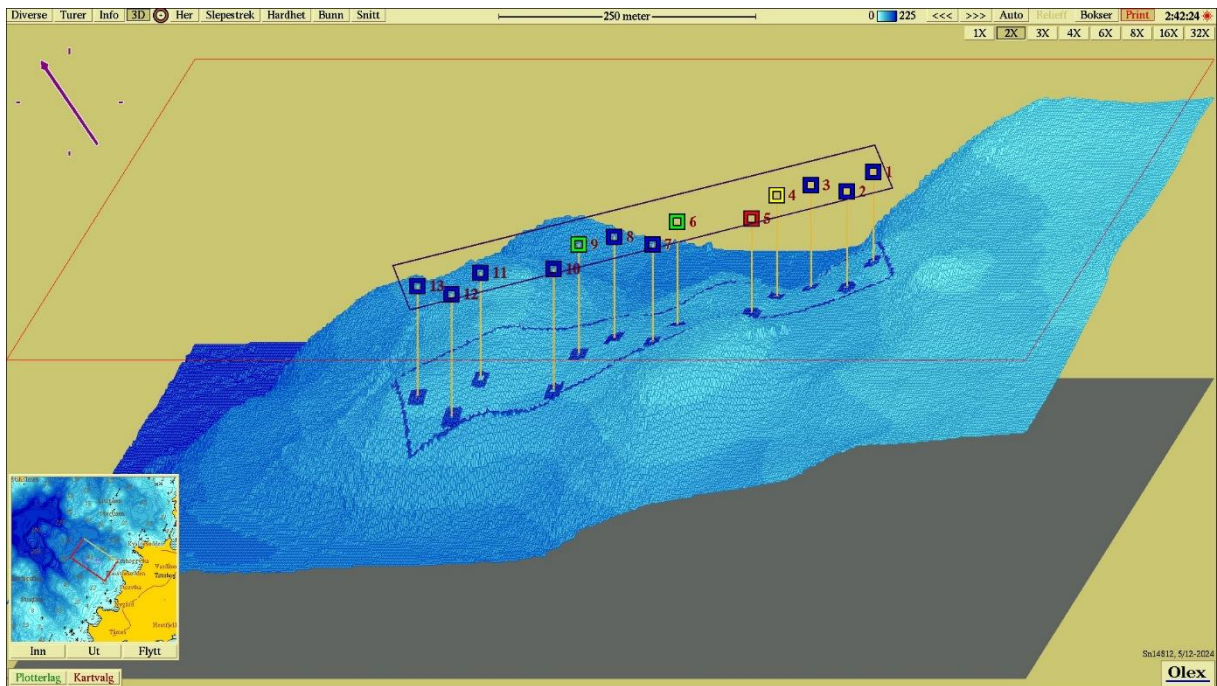 Diverse Turer Info 3D Her Slepestrek Hardhet Bunn Snitt 250 meter 0 225 <<< >>> Auto Relieff Bokser Print 2:42:24
1X 2X 3X 4X 6X 8X 16X 32X
1
2
3
4
5
6
7
8
9
10
11
12
13
Inn Ut Flytt
Sn14512, 5/12-2024
Plotterlag Kartvalg
Olex